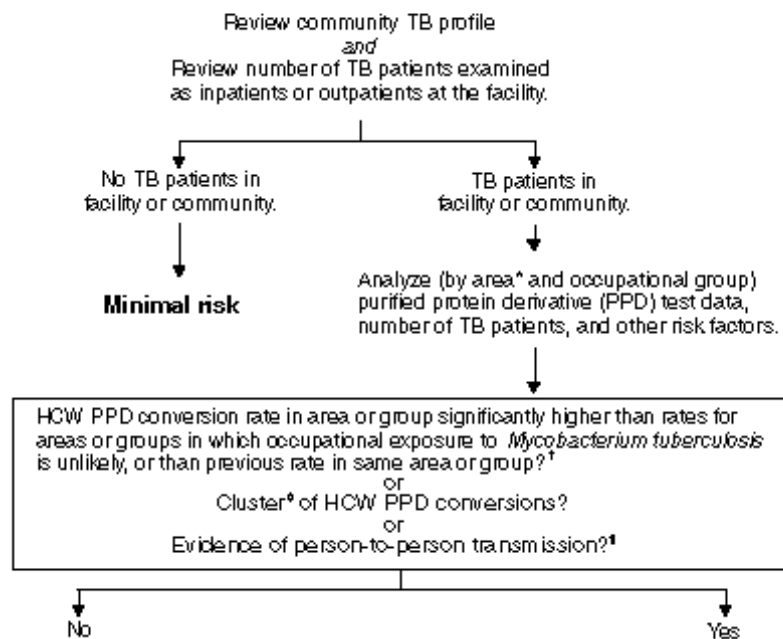 Review community TB profile
and
Review number of TB patients examined
as inpatients or outpatients at the facility.
No TB patients in
facility or community.
TB patients in
facility or community.
Minimal risk
Analyze (by area* and occupational group)
purified protein derivative (PPD) test data,
number of TB patients, and other risk factors.
HCW PPD conversion rate in area or group significantly higher than rates for
areas or groups in which occupational exposure to Mycobacterium tuberculosis
is unlikely, or than previous rate in same area or group?†
or
Cluster§ of HCW PPD conversions?
or
Evidence of person-to-person transmission?¶
No
Yes